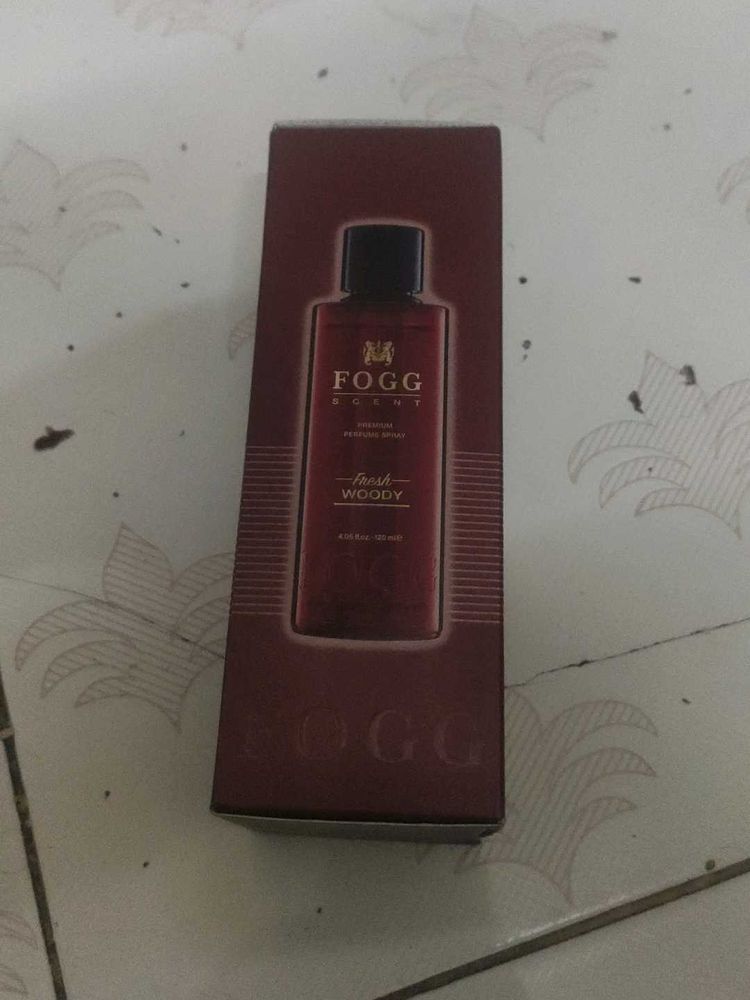 FOGG
SCENT
PREMIUM
PERFUME SPRAY
Fresh
WOODY
4.05 fl.oz.-120 ml℮
FOGG